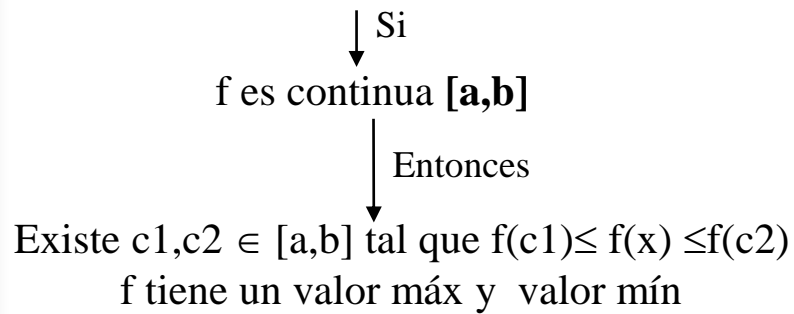 Si
f es continua [a,b]
Entonces
Existe c1,c2 ∈ [a,b] tal que f(c1)≤ f(x) ≤f(c2)
f tiene un valor máx y valor mín